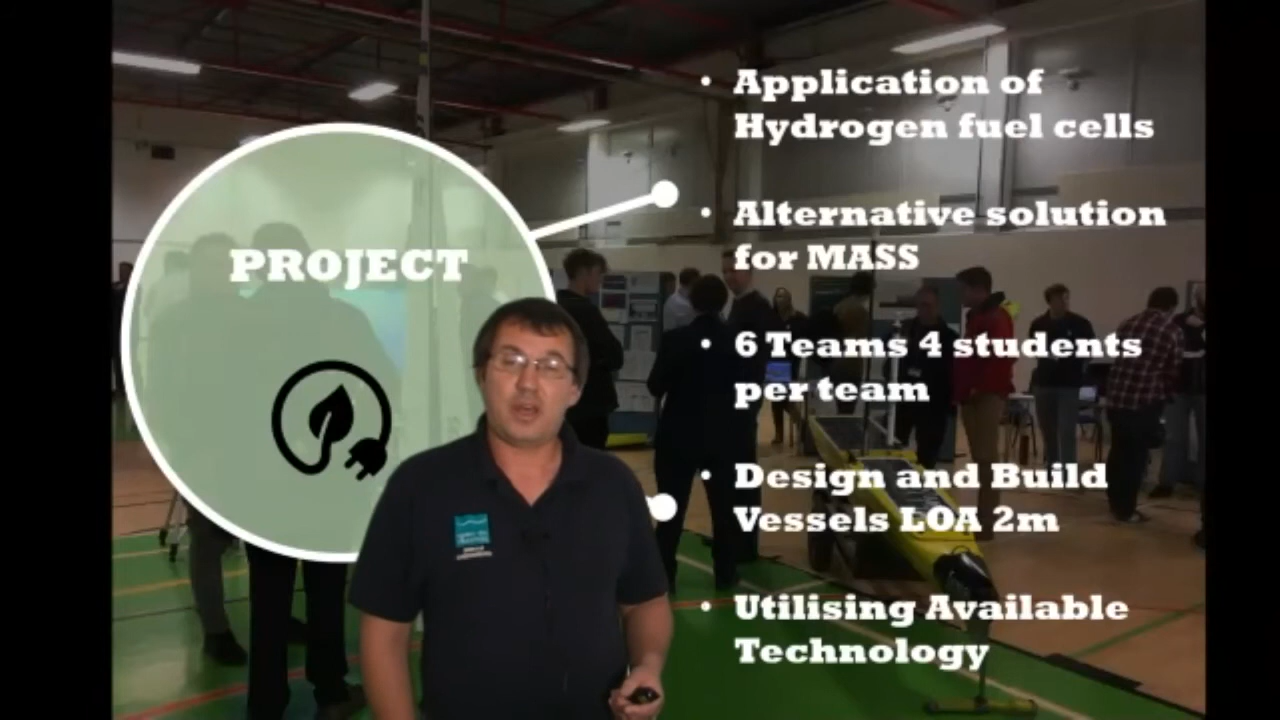 PROJECT
• Application of
Hydrogen fuel cells
• Alternative solution
for MASS
• 6 Teams 4 students
per team
• Design and Build
Vessels LOA 2m
• Utilising Available
Technology